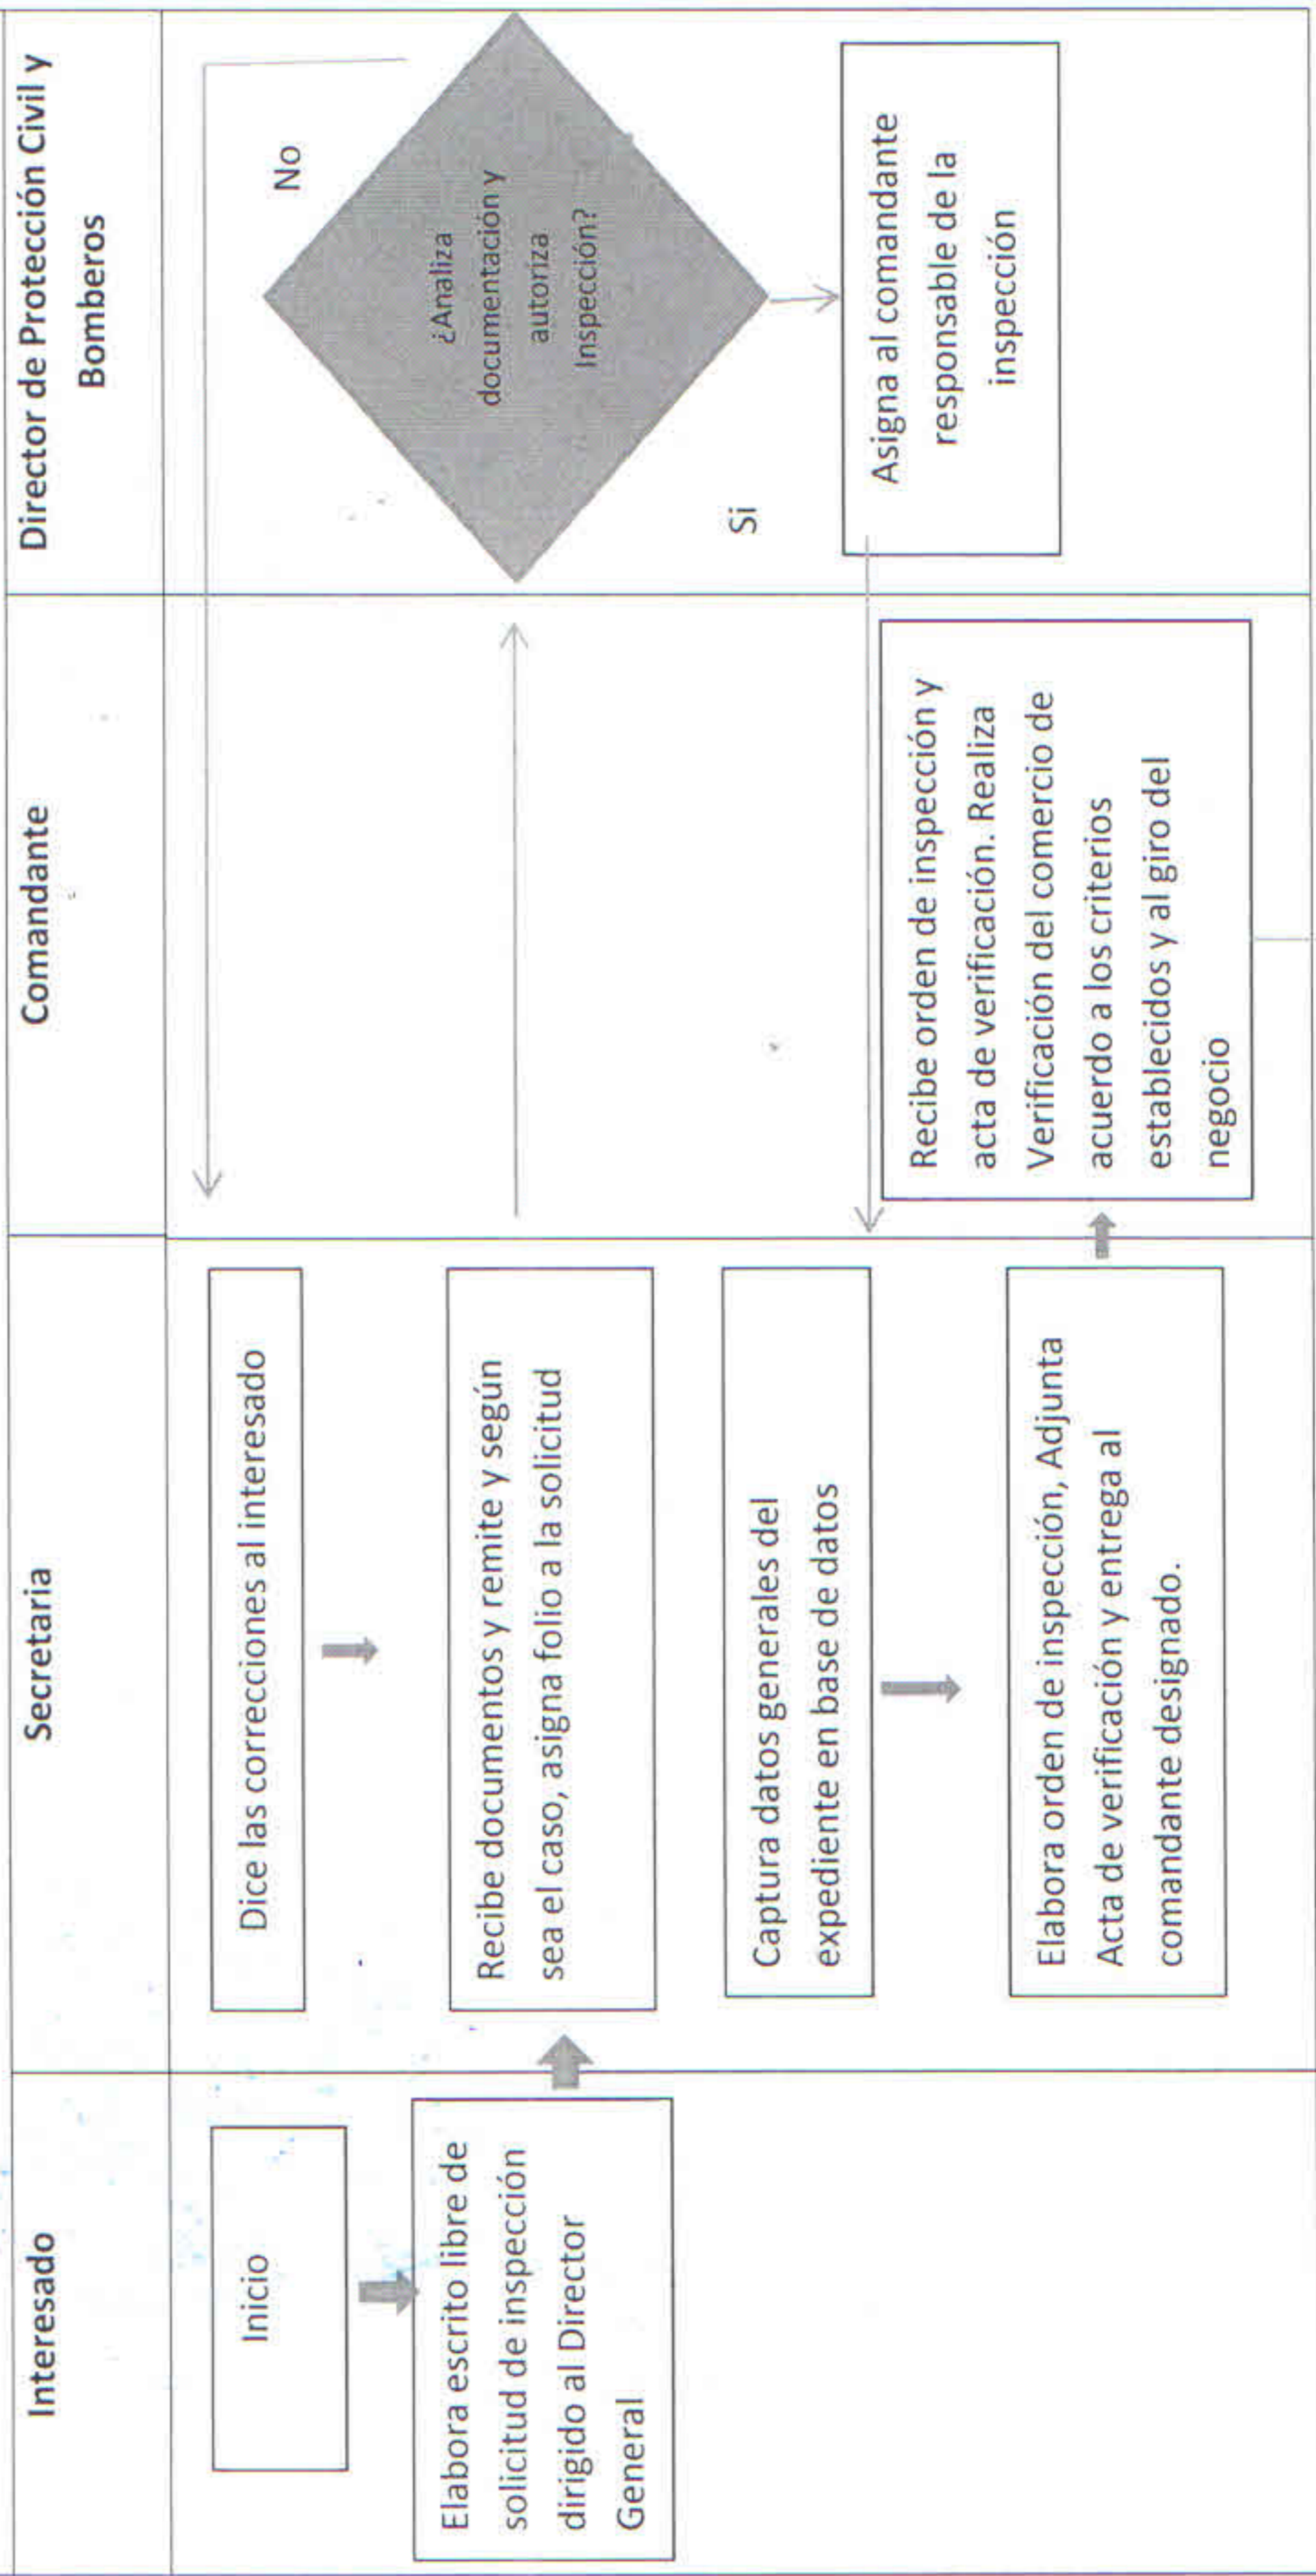 Interesado
Secretaria
Comandante
Director de Protección Civil y
Bomberos
Inicio
Elabora escrito libre de
solicitud de inspección
dirigido al Director
General
Dice las correcciones al interesado
Recibe documentos y remite y según
sea el caso, asigna folio a la solicitud
Captura datos generales del
expediente en base de datos
Elabora orden de inspección, Adjunta
Acta de verificación y entrega al
comandante designado.
Recibe orden de inspección y
acta de verificación. Realiza
Verificación del comercio de
acuerdo a los criterios
establecidos y al giro del
negocio
No
¿Analiza
documentación y
autoriza
Inspección?
Si
Asigna al comandante
responsable de la
inspección